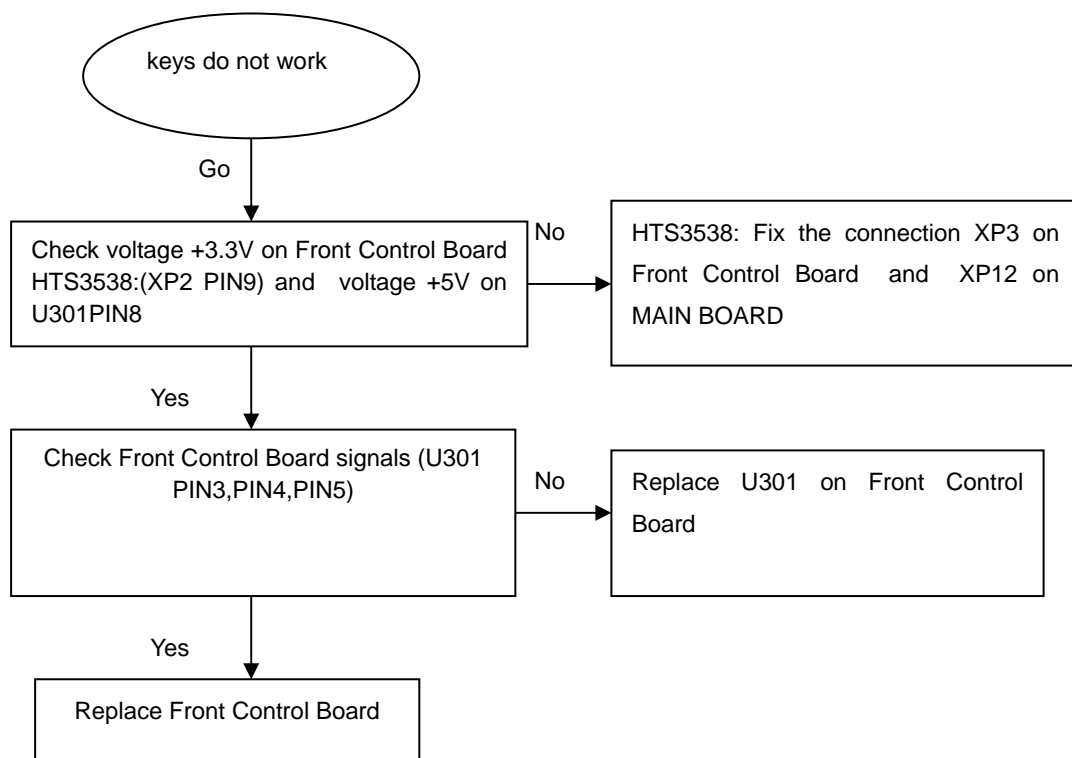 keys do not work
Go
Check voltage +3.3V on Front Control Board
HTS3538:(XP2 PIN9) and voltage +5V on
U301PIN8
No
HTS3538: Fix the connection XP3 on
Front Control Board and XP12 on
MAIN BOARD
Yes
Check Front Control Board signals (U301
PIN3,PIN4,PIN5)
No
Replace U301 on Front Control
Board
Yes
Replace Front Control Board